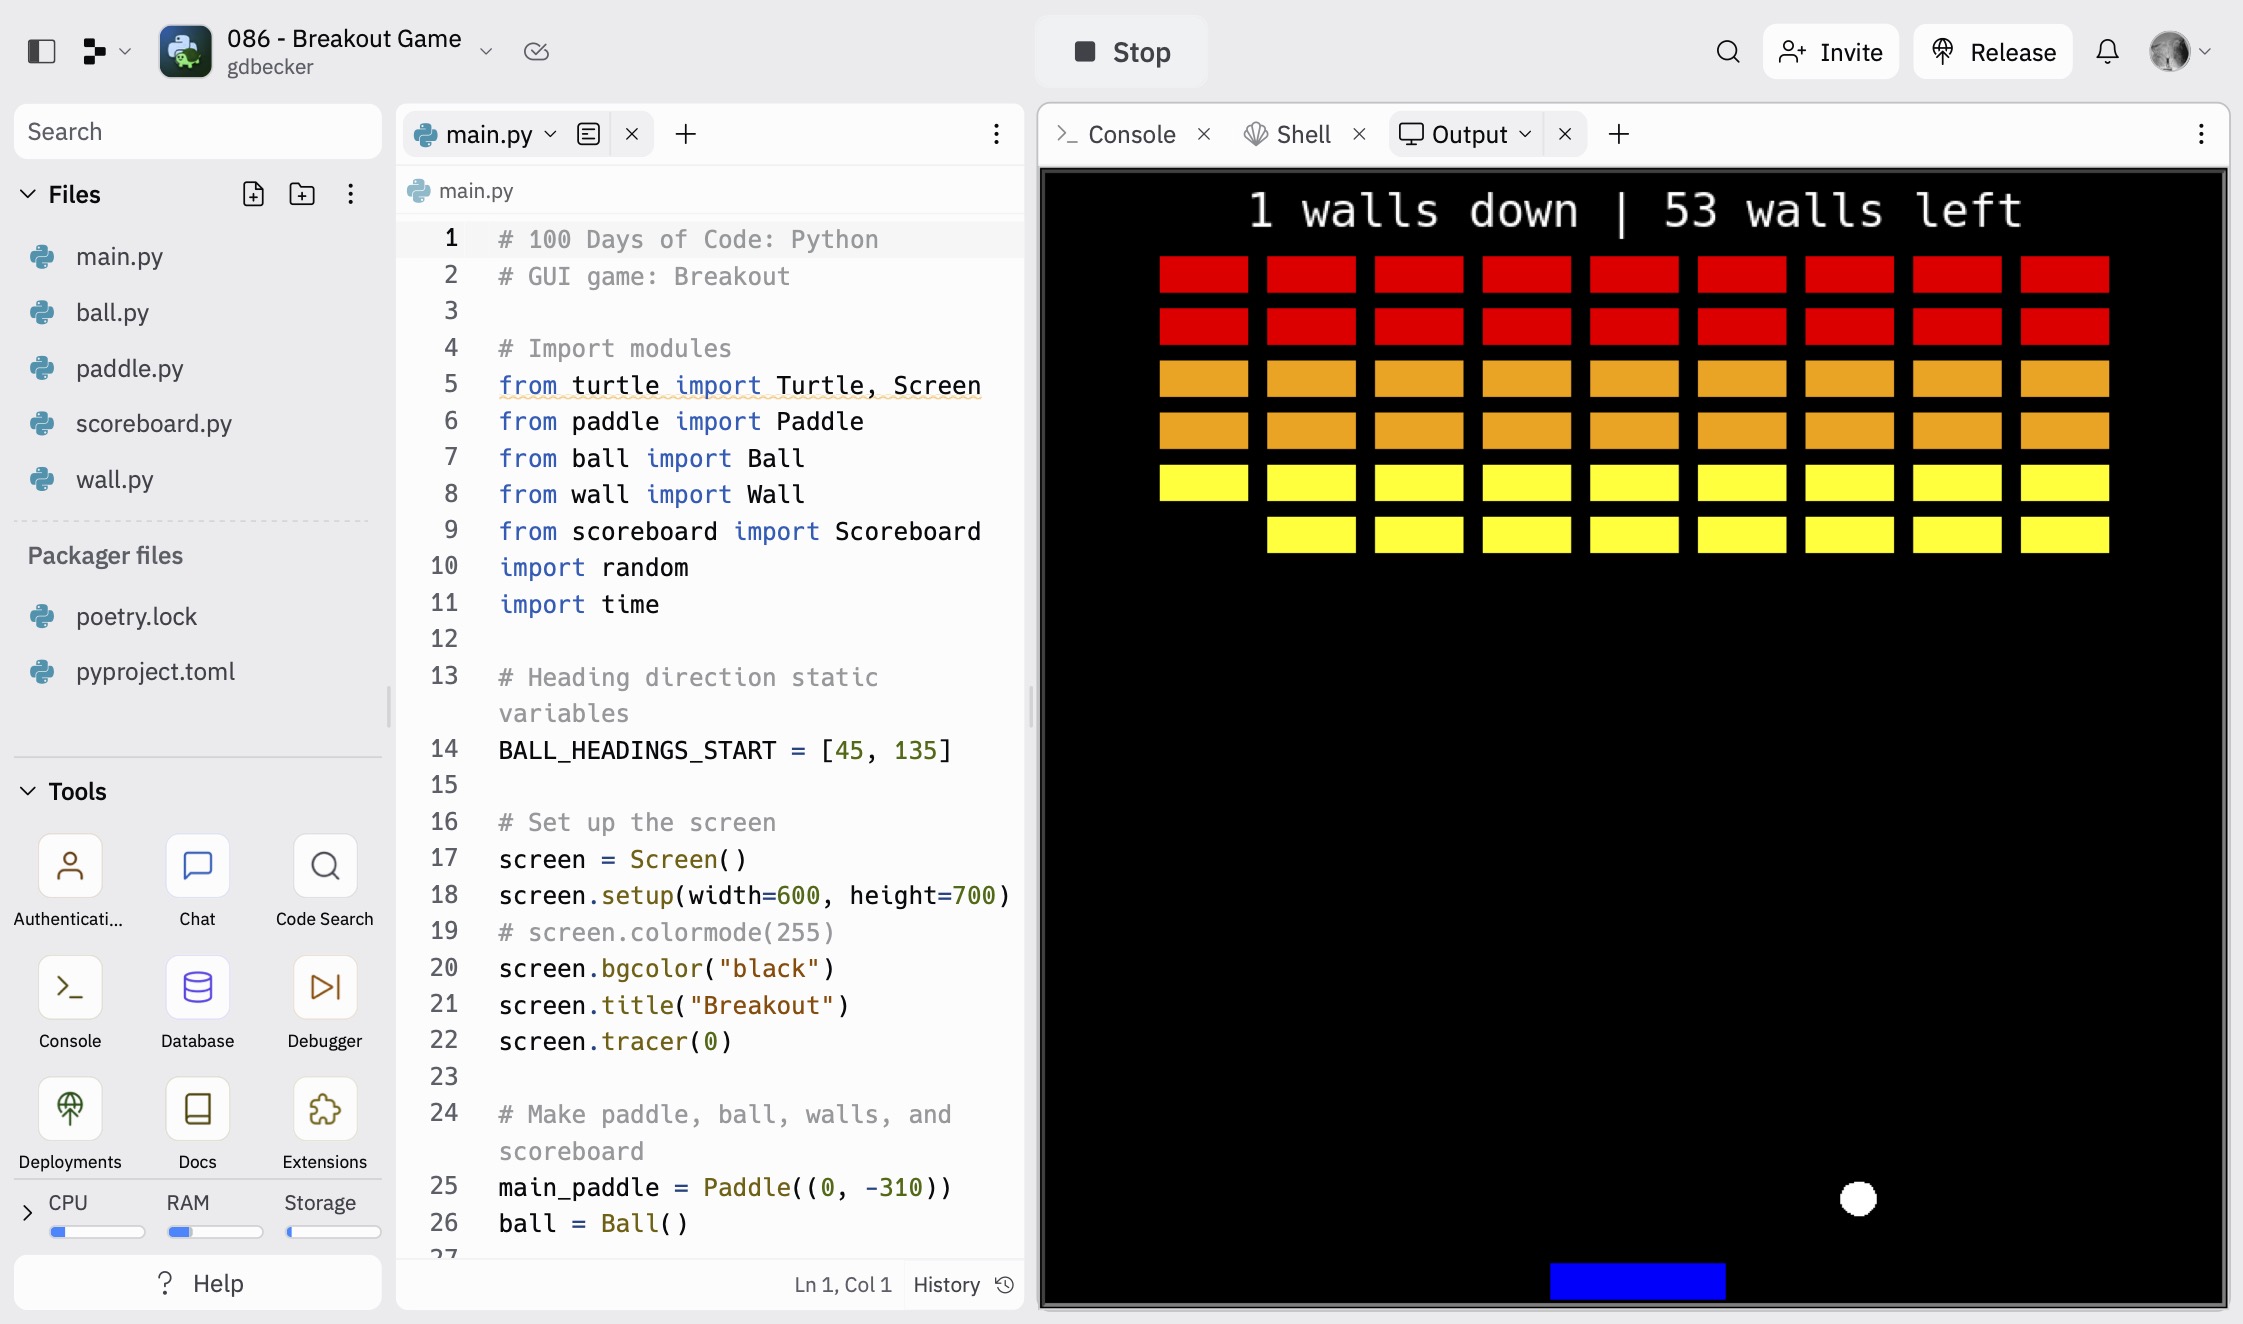 086 - Breakout Game
gdbecker
Stop
Invite
Release
Search
Files
main.py
ball.py
paddle.py
scoreboard.py
wall.py
Packager files
poetry.lock
pyproject.toml
Tools
Authenticati...
Chat
Code Search
Console
Database
Debugger
Deployments
Docs
Extensions
CPU
RAM
Storage
? Help
main.py
main.py
1 # 100 Days of Code: Python
2 # GUI game: Breakout
3
4 # Import modules
5 from turtle import Turtle, Screen
6 from paddle import Paddle
7 from ball import Ball
8 from wall import Wall
9 from scoreboard import Scoreboard
10 import random
11 import time
12
13 # Heading direction static
variables
14 BALL_HEADINGS_START = [45, 135]
15
16 # Set up the screen
17 screen = Screen()
18 screen.setup(width=600, height=700)
19 # screen.colormode(255)
20 screen.bgcolor("black")
21 screen.title("Breakout")
22 screen.tracer(0)
23
24 # Make paddle, ball, walls, and
scoreboard
25 main_paddle = Paddle((0, -310))
26 ball = Ball()
27
Ln 1, Col 1 History
Console
Shell
Output
1 walls down | 53 walls left